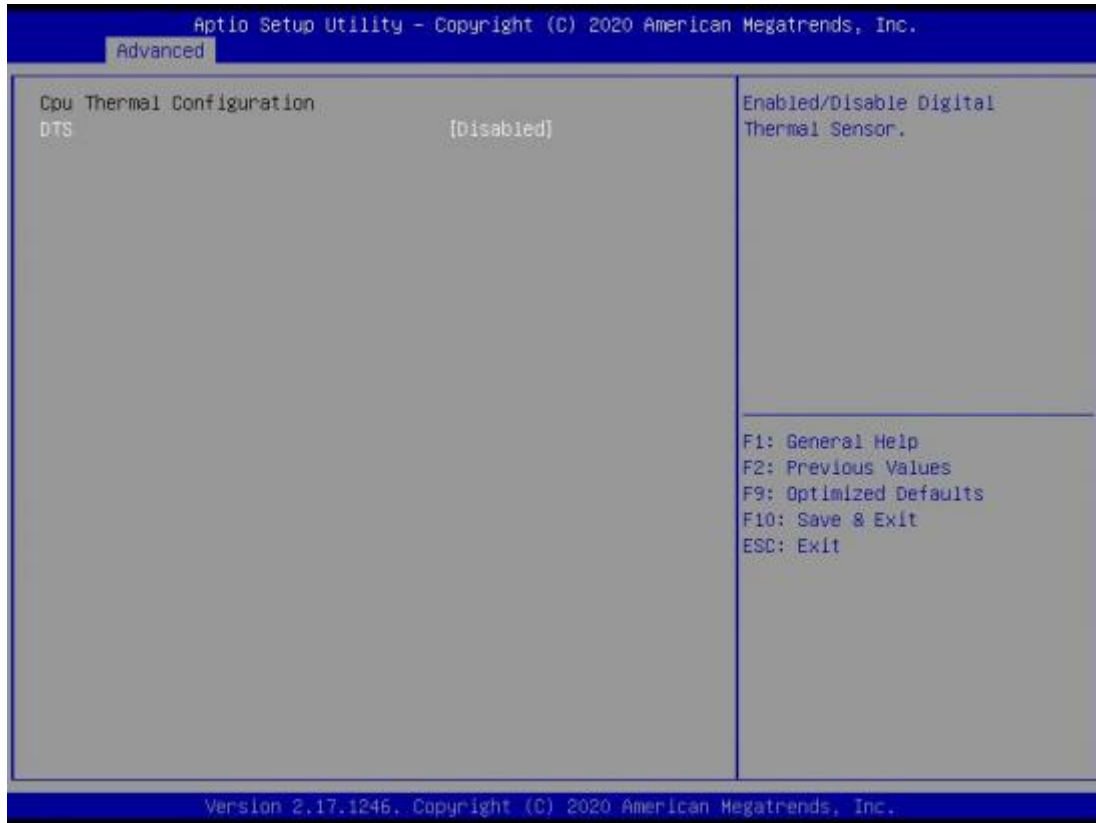 Aptio Setup Utility – Copyright (C) 2020 American Megatrends, Inc.
Advanced
Cpu Thermal Configuration
DTS [Disabled]
Enabled/Disable Digital
Thermal Sensor.
F1: General Help
F2: Previous Values
F9: Optimized Defaults
F10: Save & Exit
ESC: Exit
Version 2.17.1246. Copyright (C) 2020 American Megatrends, Inc.